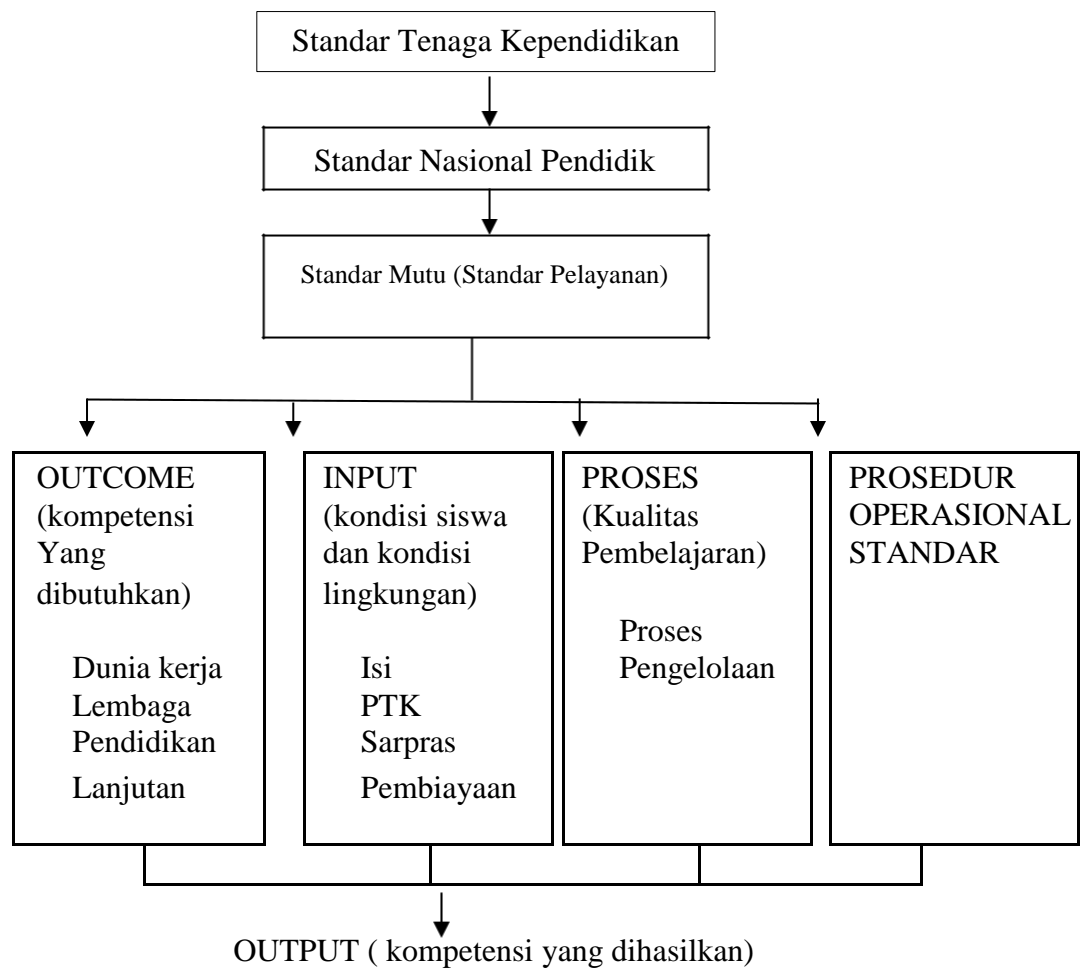 Standar Tenaga Kependidikan
Standar Nasional Pendidik
Standar Mutu (Standar Pelayanan)
OUTCOME
(kompetensi
Yang
dibutuhkan)
Dunia kerja
Lembaga
Pendidikan
Lanjutan
INPUT
(kondisi siswa
dan kondisi
lingkungan)
Isi
PTK
Sarpras
Pembiayaan
PROSES
(Kualitas
Pembelajaran)
Proses
Pengelolaan
PROSEDUR
OPERASIONAL
STANDAR
OUTPUT ( kompetensi yang dihasilkan)